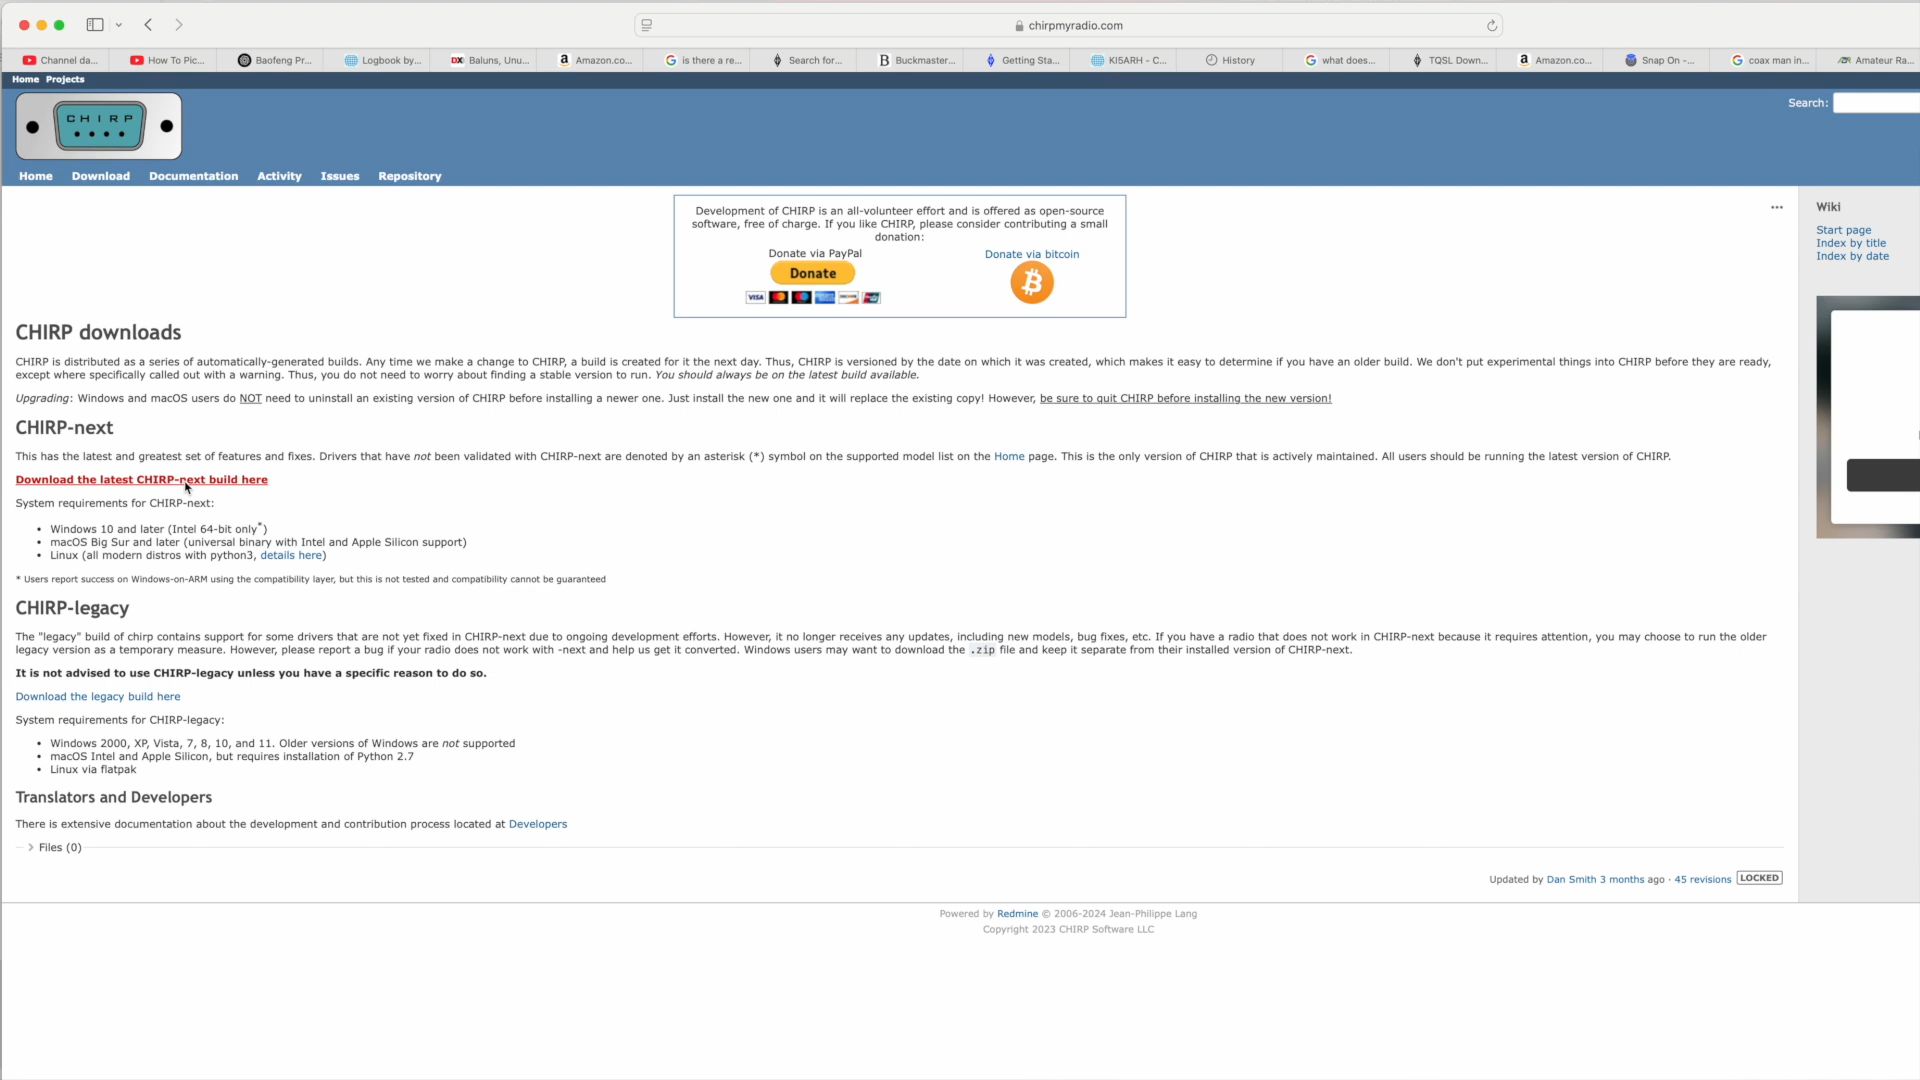 chirpmyradio.com
Channel da...
How To Pic...
Baofeng Pr...
Logbook by...
DX Baluns, Unu...
Amazon.co...
is there a re...
Search for...
B Buckmaster...
Getting Sta...
KI5ARH - C...
History
what does...
TQSL Down...
Amazon.co...
Snap On -...
coax man in...
Amateur Ra...
Home Projects
Search:
CHIRP
Home Download Documentation Activity Issues Repository
Development of CHIRP is an all-volunteer effort and is offered as open-source
software, free of charge. If you like CHIRP, please consider contributing a small
donation:
Donate via PayPal
Donate via bitcoin
Donate
VISA
Wiki
Start page
Index by title
Index by date
CHIRP downloads
CHIRP is distributed as a series of automatically-generated builds. Any time we make a change to CHIRP, a build is created for it the next day. Thus, CHIRP is versioned by the date on which it was created, which makes it easy to determine if you have an older build. We don't put experimental things into CHIRP before they are ready,
except where specifically called out with a warning. Thus, you do not need to worry about finding a stable version to run. You should always be on the latest build available.
Upgrading: Windows and macOS users do NOT need to uninstall an existing version of CHIRP before installing a newer one. Just install the new one and it will replace the existing copy! However, be sure to quit CHIRP before installing the new version!
CHIRP-next
This has the latest and greatest set of features and fixes. Drivers that have not been validated with CHIRP-next are denoted by an asterisk (*) symbol on the supported model list on the Home page. This is the only version of CHIRP that is actively maintained. All users should be running the latest version of CHIRP.
Download the latest CHIRP-next build here
System requirements for CHIRP-next:
• Windows 10 and later (Intel 64-bit only*)
• macOS Big Sur and later (universal binary with Intel and Apple Silicon support)
• Linux (all modern distros with python3, details here)
* Users report success on Windows-on-ARM using the compatibility layer, but this is not tested and compatibility cannot be guaranteed
CHIRP-legacy
The "legacy" build of chirp contains support for some drivers that are not yet fixed in CHIRP-next due to ongoing development efforts. However, it no longer receives any updates, including new models, bug fixes, etc. If you have a radio that does not work in CHIRP-next because it requires attention, you may choose to run the older
legacy version as a temporary measure. However, please report a bug if your radio does not work with -next and help us get it converted. Windows users may want to download the .zip file and keep it separate from their installed version of CHIRP-next.
It is not advised to use CHIRP-legacy unless you have a specific reason to do so.
Download the legacy build here
System requirements for CHIRP-legacy:
• Windows 2000, XP, Vista, 7, 8, 10, and 11. Older versions of Windows are not supported
• macOS Intel and Apple Silicon, but requires installation of Python 2.7
• Linux via flatpak
Translators and Developers
There is extensive documentation about the development and contribution process located at Developers
Files (0)
Updated by Dan Smith 3 months ago · 45 revisions LOCKED
Powered by Redmine © 2006-2024 Jean-Philippe Lang
Copyright 2023 CHIRP Software LLC